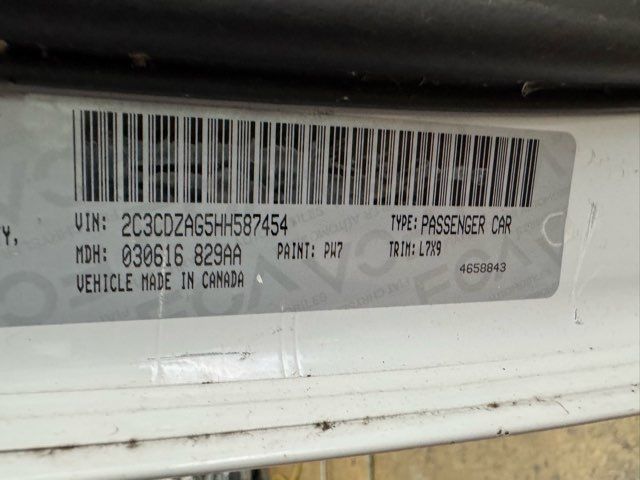 VIN: 2C3CDZAG5HH587454 TYPE: PASSENGER CAR
MDH: 030616 829AA PAINT: PW7 TRIM: L7X9
VEHICLE MADE IN CANADA 4658843